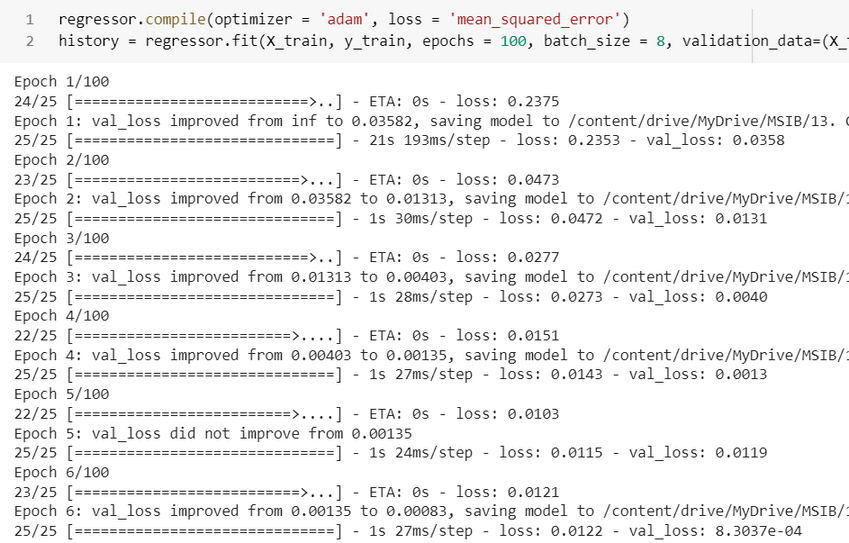 1 regressor.compile(optimizer = 'adam', loss = 'mean_squared_error')
2 history = regressor.fit(X_train, y_train, epochs = 100, batch_size = 8, validation_data=(X_
Epoch 1/100
24/25 [===========================>..] - ETA: 0s - loss: 0.2375
Epoch 1: val_loss improved from inf to 0.03582, saving model to /content/drive/MyDrive/MSIB/13.
25/25 [==============================] - 21s 193ms/step - loss: 0.2353 - val_loss: 0.0358
Epoch 2/100
23/25 [==========================>...] - ETA: 0s - loss: 0.0473
Epoch 2: val_loss improved from 0.03582 to 0.01313, saving model to /content/drive/MyDrive/MSIB/1
25/25 [==============================] - 1s 30ms/step - loss: 0.0472 - val_loss: 0.0131
Epoch 3/100
24/25 [===========================>..] - ETA: 0s - loss: 0.0277
Epoch 3: val_loss improved from 0.01313 to 0.00403, saving model to /content/drive/MyDrive/MSIB/1
25/25 [==============================] - 1s 28ms/step - loss: 0.0273 - val_loss: 0.0040
Epoch 4/100
22/25 [=========================>....] - ETA: 0s - loss: 0.0151
Epoch 4: val_loss improved from 0.00403 to 0.00135, saving model to /content/drive/MyDrive/MSIB/1
25/25 [==============================] - 1s 27ms/step - loss: 0.0143 - val_loss: 0.0013
Epoch 5/100
22/25 [=========================>....] - ETA: 0s - loss: 0.0103
Epoch 5: val_loss did not improve from 0.00135
25/25 [==============================] - 1s 24ms/step - loss: 0.0115 - val_loss: 0.0119
Epoch 6/100
23/25 [==========================>...] - ETA: 0s - loss: 0.0121
Epoch 6: val_loss improved from 0.00135 to 0.00083, saving model to /content/drive/MyDrive/MSIB/1
25/25 [==============================] - 1s 27ms/step - loss: 0.0122 - val_loss: 8.3037e-04